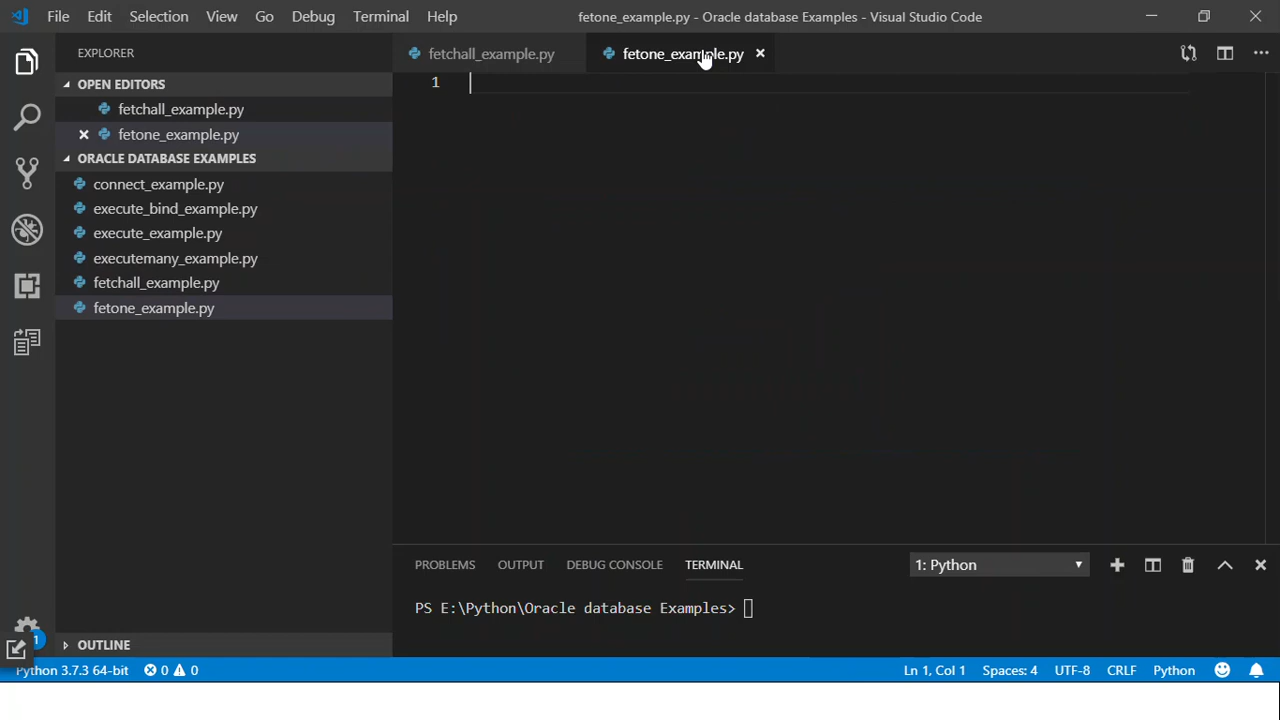 File Edit Selection View Go Debug Terminal Help fetone_example.py - Oracle database Examples - Visual Studio Code
EXPLORER
fetchall_example.py fetone_example.py
OPEN EDITORS
fetchall_example.py
fetone_example.py
ORACLE DATABASE EXAMPLES
connect_example.py
execute_bind_example.py
execute_example.py
executemany_example.py
fetchall_example.py
fetone_example.py
1
PROBLEMS OUTPUT DEBUG CONSOLE TERMINAL 1: Python
PS E:\Python\Oracle database Examples>
OUTLINE
1
Python 3.7.3 64-bit 0 0 Ln 1, Col 1 Spaces: 4 UTF-8 CRLF Python